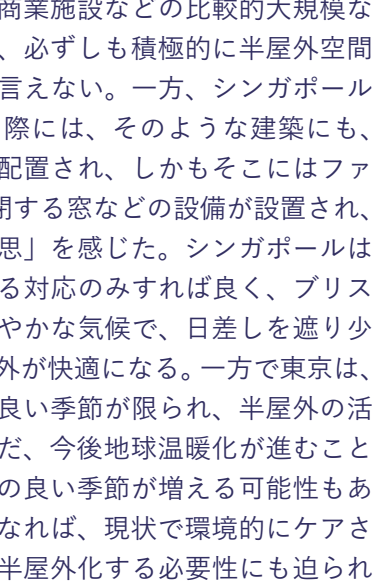 商業施設などの比較的大規模な
、必ずしも積極的に半屋外空間
言えない。一方、シンガポール
際には、そのような建築にも、
配置され、しかもそこにはファ
閉する窓などの設備が設置され、
思」を感じた。シンガポールは
る対応のみすれば良く、ブリス
やかな気候で、日差しを遮り少
外が快適になる。一方で東京は、
良い季節が限られ、半屋外の活
だ、今後地球温暖化が進むこと
の良い季節が増える可能性もあ
なれば、現状で環境的にケアさ
半屋外化する必要性にも迫られ